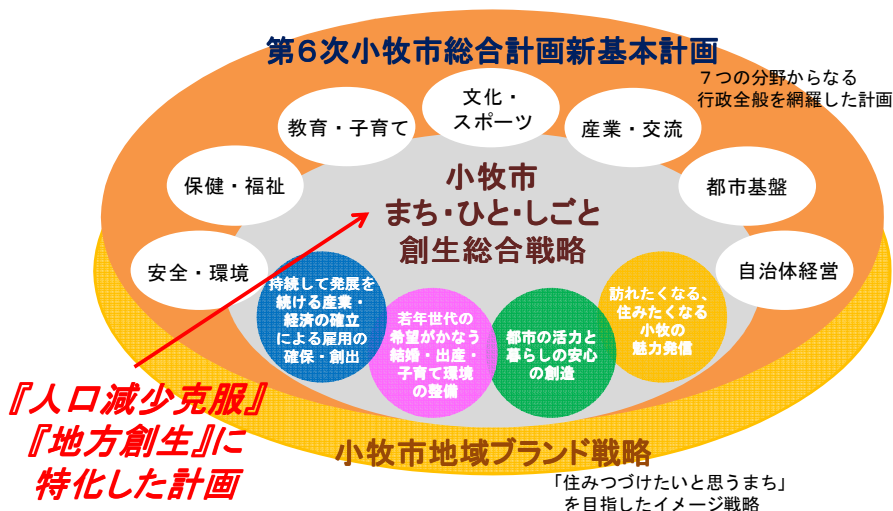 第6次小牧市総合計画新基本計画
7つの分野からなる
行政全般を網羅した計画
文化・
スポーツ
教育・子育て
産業・交流
保健・福祉
都市基盤
安全・環境
自治体経営
小牧市
まち・ひと・しごと
創生総合戦略
持続して発展を
続ける産業・
経済の確立
による雇用の
確保・創出
若年世代の
希望がかなう
結婚・出産・
子育て環境
の整備
都市の活力と
暮らしの安心
の創造
訪れたくなる、
住みたくなる
小牧の
魅力発信
『人口減少克服』
『地方創生』に
特化した計画
小牧市地域ブランド戦略
「住みつづけたいと思うまち」
を目指したイメージ戦略